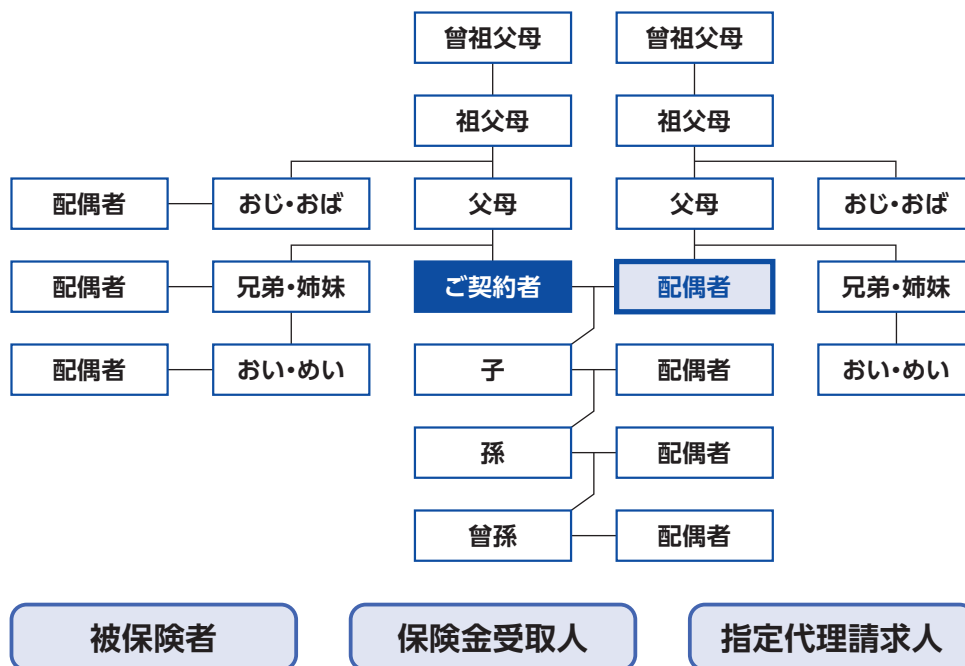 曾祖父母
曾祖父母
祖父母
祖父母
配偶者
おじ・おば
父母
父母
おじ・おば
配偶者
兄弟・姉妹
ご契約者
配偶者
兄弟・姉妹
配偶者
おい・めい
子
配偶者
おい・めい
孫
配偶者
曾孫
配偶者
被保険者
保険金受取人
指定代理請求人